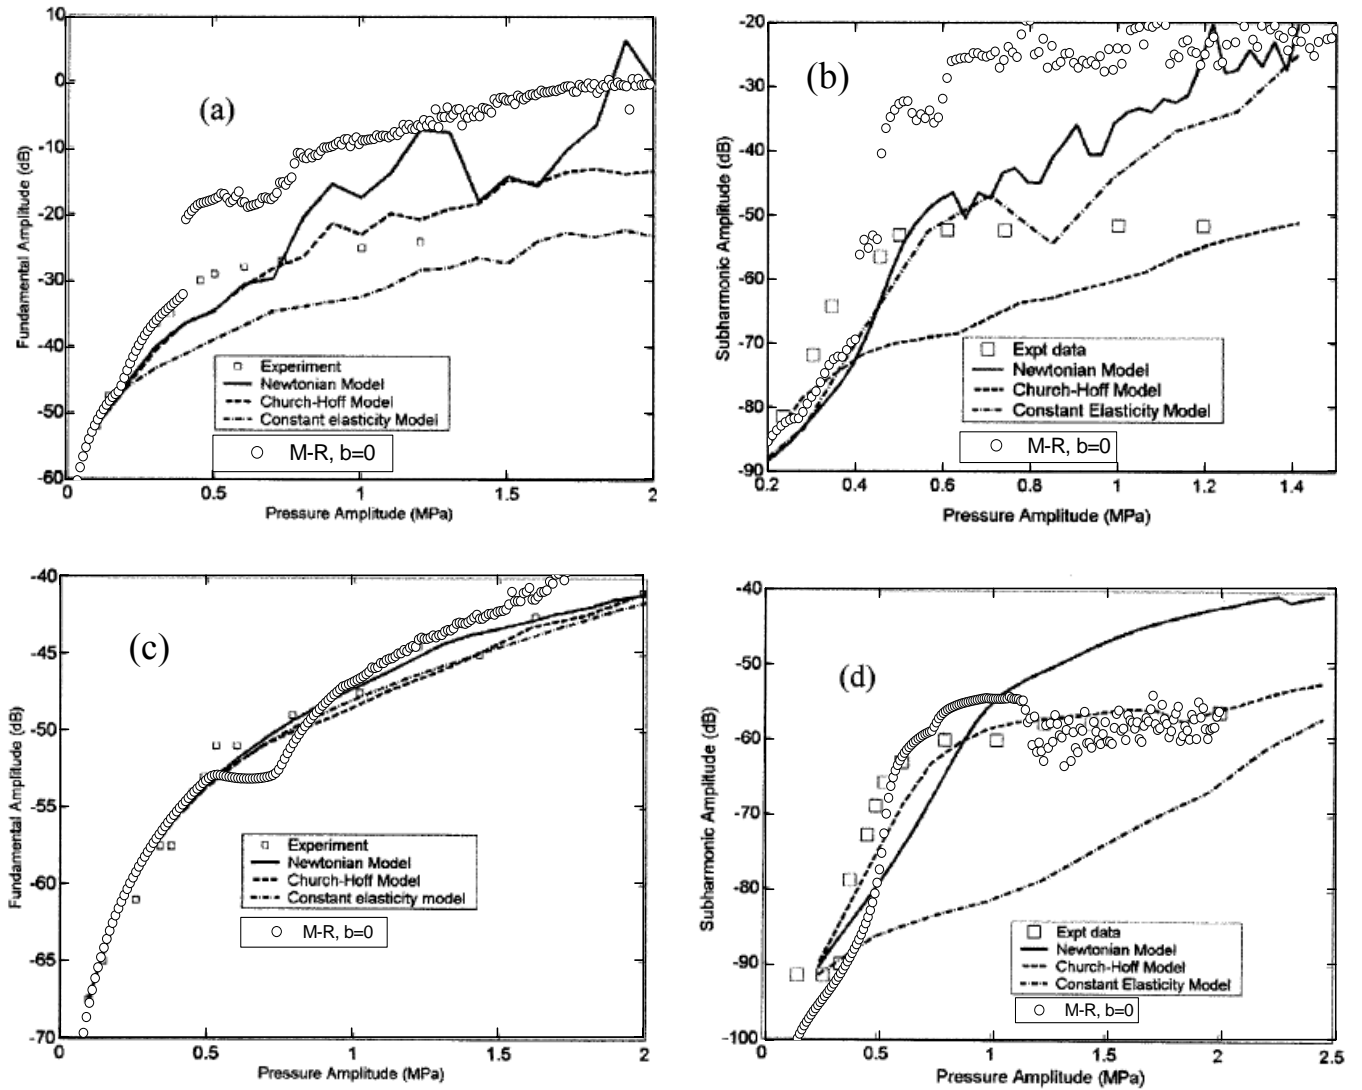 10
0
-10
-20
-30
-40
-50
-60
0
0.5
1
1.5
2
Fundamental Amplitude (dB)
Pressure Amplitude (MPa)
(a)
Experiment
Newtonian Model
Church-Hoff Model
Constant elasticity Model
M-R, b=0
-20
-30
-40
-50
-60
-70
-80
-90
0.2
0.4
0.6
0.8
1
1.2
1.4
Subharmonic Amplitude (dB)
Pressure Amplitude (MPa)
(b)
Expt data
Newtonian Model
Church-Hoff Model
Constant Elasticity Model
M-R, b=0
-40
-45
-50
-55
-60
-65
-70
0
0.5
1
1.5
2
Fundamental Amplitude (dB)
Pressure Amplitude (MPa)
(c)
Experiment
Newtonian Model
Church-Hoff Model
Constant elasticity model
M-R, b=0
-40
-50
-60
-70
-80
-90
-100
0
0.5
1
1.5
2
2.5
Subharmonic Amplitude (dB)
Pressure Amplitude (MPa)
(d)
Expt data
Newtonian Model
Church-Hoff Model
Constant Elasticity Model
M-R, b=0